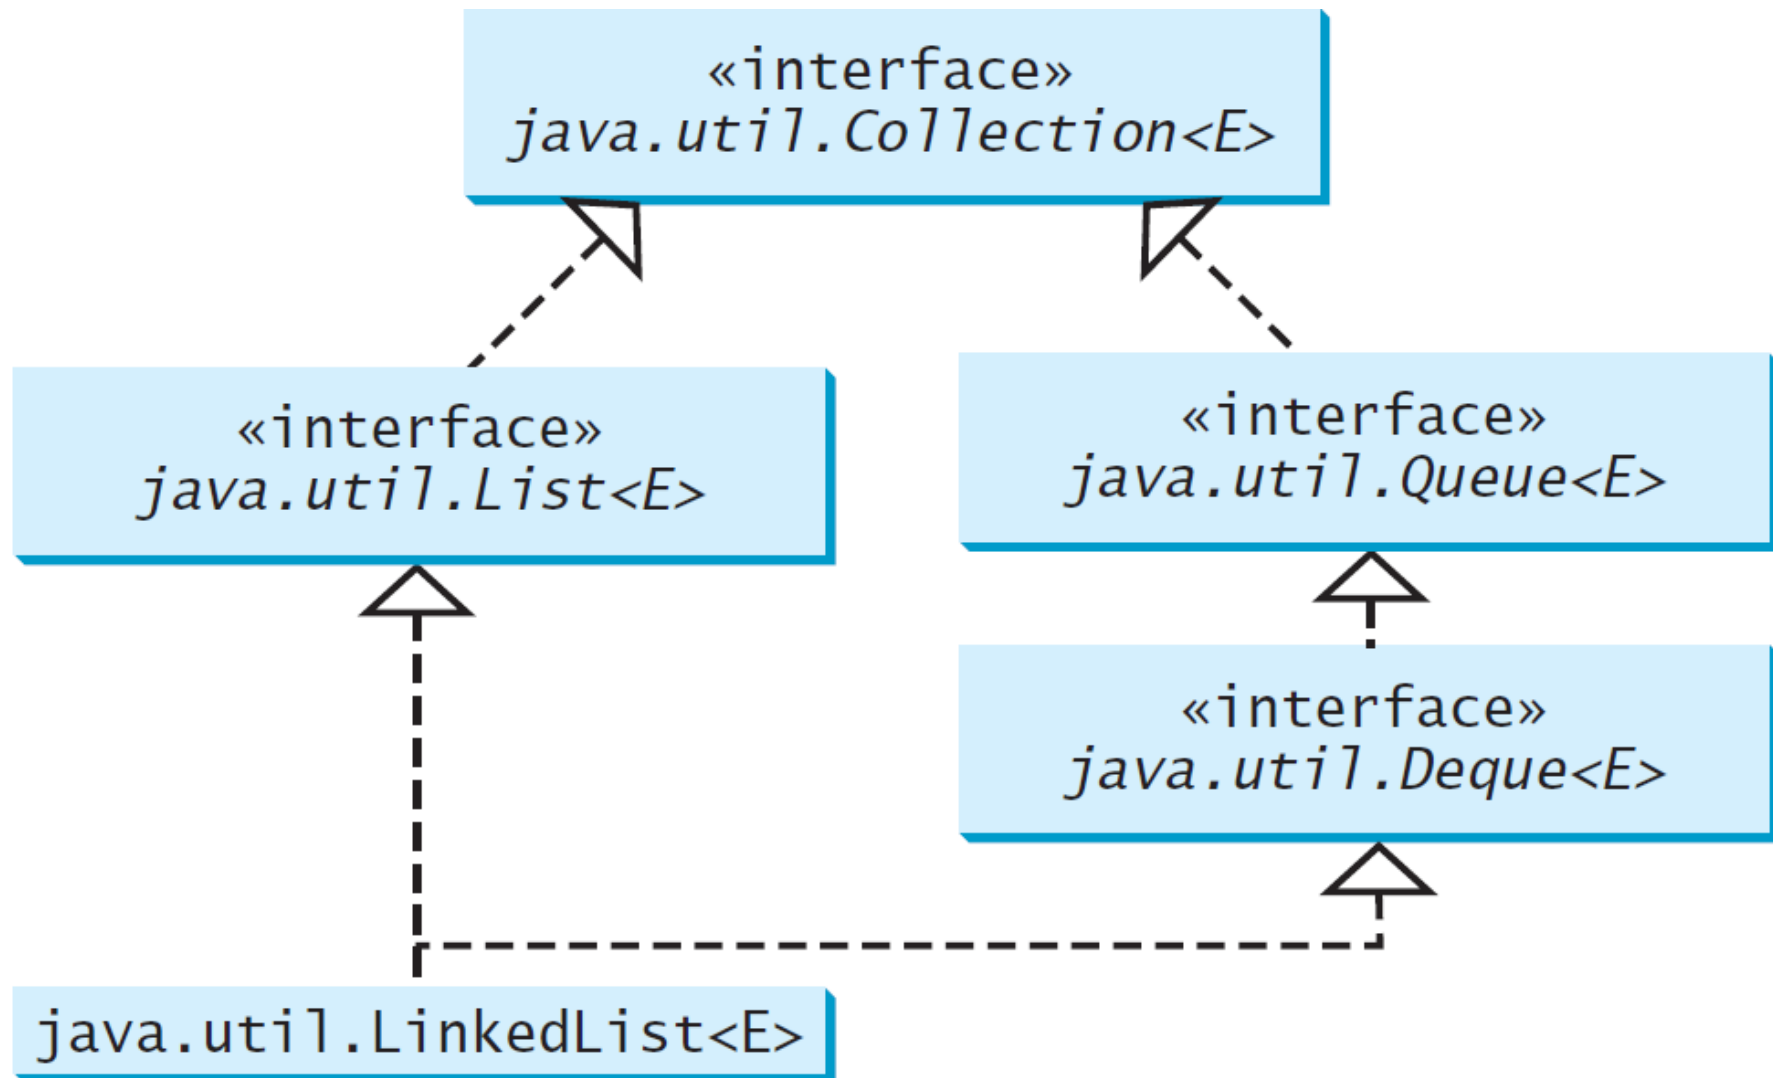 «interface»
java.util.Collection<E>
«interface»
java.util.List<E>
«interface»
java.util.Queue<E>
«interface»
java.util.Deque<E>
java.util.LinkedList<E>